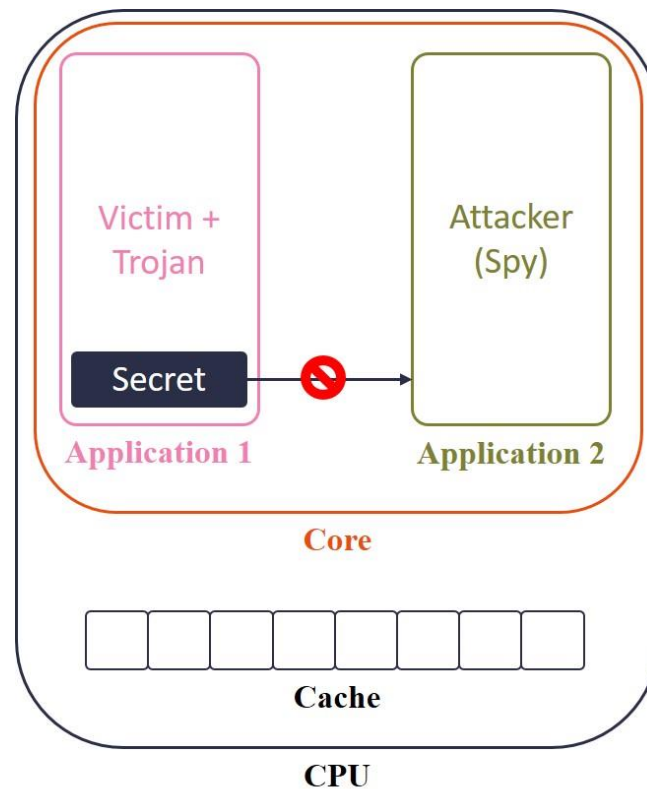 Victim +
Trojan
Attacker
(Spy)
Secret
Application 1
Application 2
Core
Cache
CPU